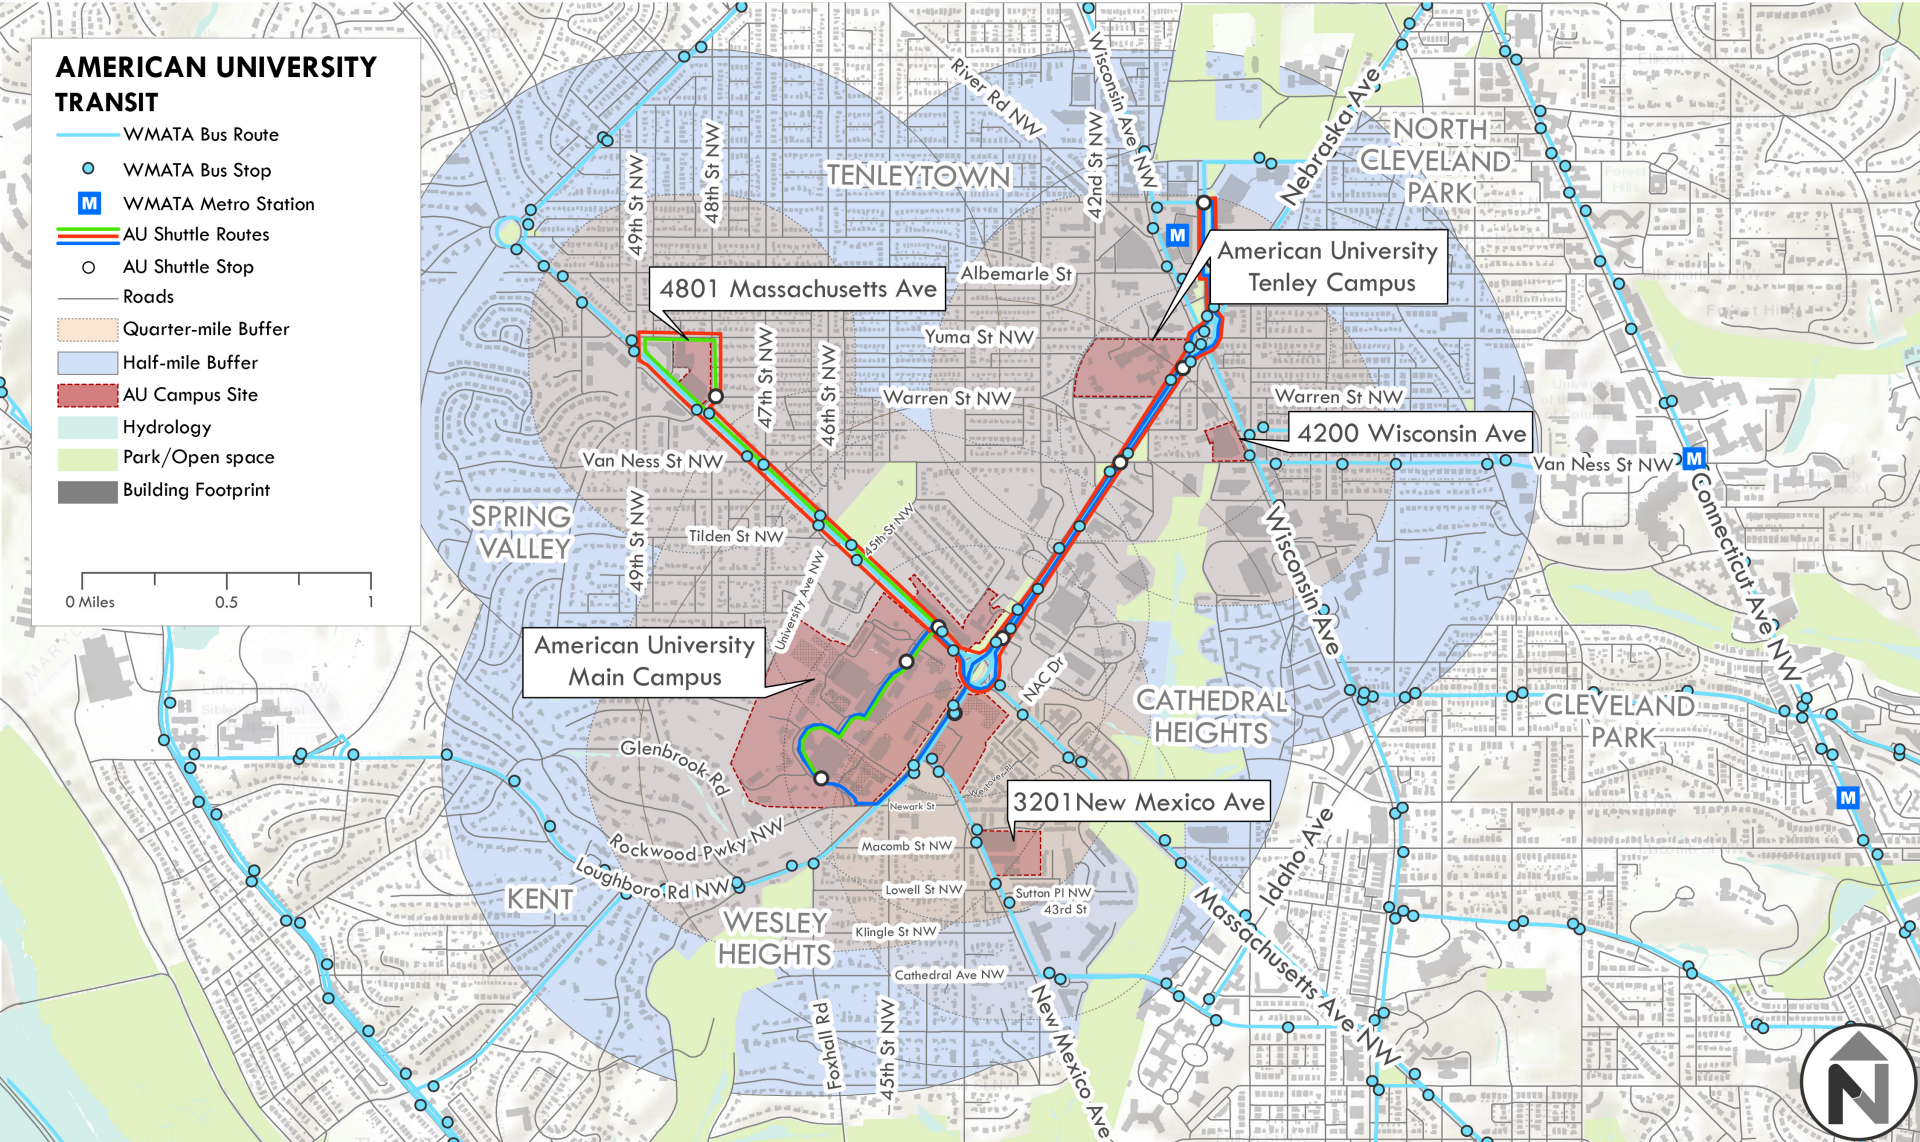 AMERICAN UNIVERSITY
TRANSIT
WMATA Bus Route
WMATA Bus Stop
M
WMATA Metro Station
AU Shuttle Routes
AU Shuttle Stop
Roads
Quarter-mile Buffer
Half-mile Buffer
AU Campus Site
Hydrology
Park/Open space
Building Footprint
0 Miles
0.5
1
River Rd NW
Wisconsin Ave NW
42nd St NW
Nebraska Ave
NORTH
CLEVELAND
PARK
TENLEYTOWN
49th St NW
48th St NW
M
American University
Tenley Campus
Albemarle St
4801 Massachusetts Ave
Yuma St NW
47th St NW
46th St NW
Warren St NW
Warren St NW
4200 Wisconsin Ave
Van Ness St NW
Van Ness St NW
M
Connecticut Ave NW
SPRING
VALLEY
49th St NW
Tilden St NW
45th St NW
University Ave NW
Wisconsin Ave
American University
Main Campus
NAC Dr
CATHEDRAL
HEIGHTS
CLEVELAND
PARK
Glenbrook Rd
Westover Pl
Newark St
3201New Mexico Ave
M
Rockwood Pwky NW
Macomb St NW
Idaho Ave
Loughboro Rd NW
Lowell St NW
Sutton Pl NW
43rd St
KENT
WESLEY
HEIGHTS
Klingle St NW
Massachusetts Ave NW
Cathedral Ave NW
Foxhall Rd
45th St NW
New Mexico Ave
N